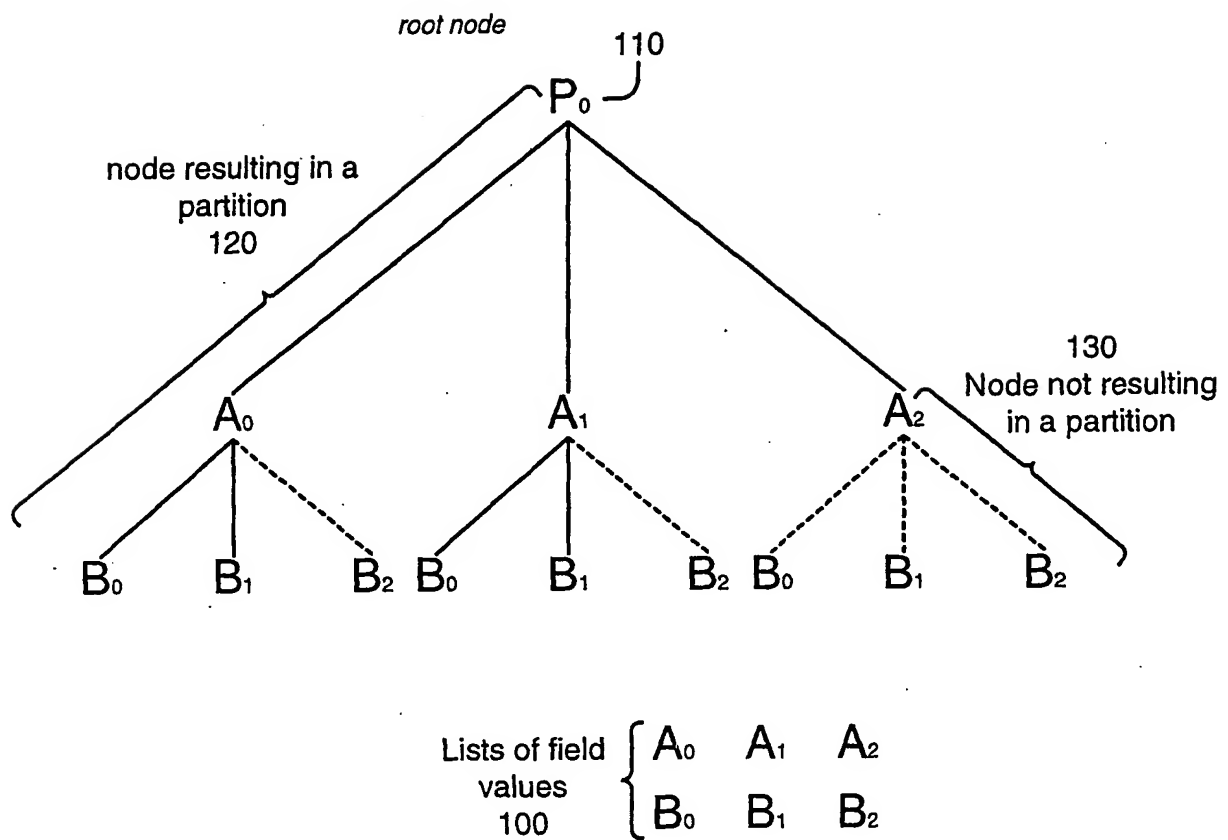 root node
110
P₀
node resulting in a
partition
120
130
Node not resulting
in a partition
A₀ A₁ A₂
B₀ B₁ B₂ B₀ B₁ B₂ B₀ B₁ B₂
Lists of field
values
100
A₀ A₁ A₂
B₀ B₁ B₂